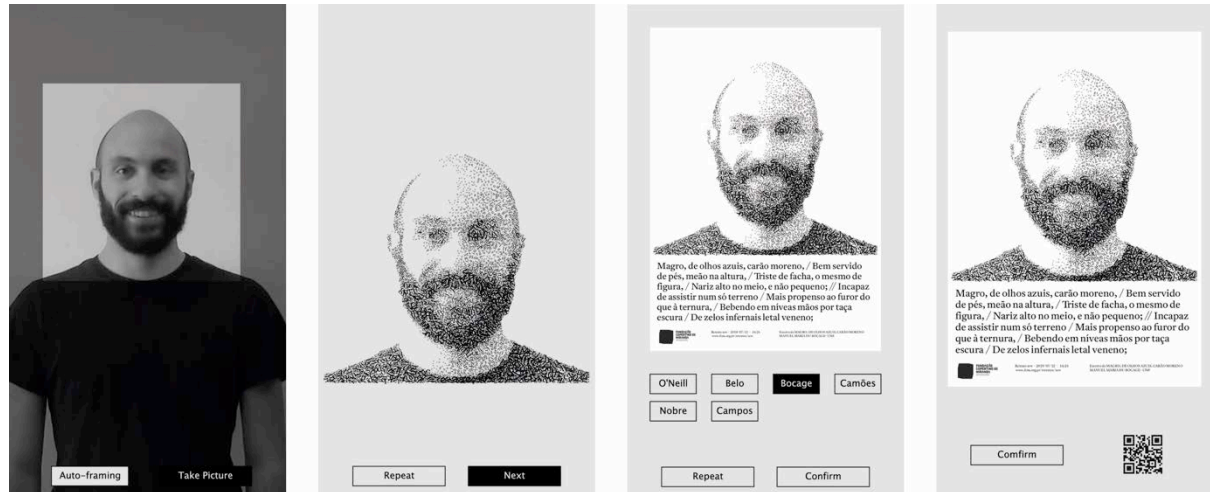 Auto-framing
Take Picture
Repeat
Next
Magro, de olhos azuis, carão moreno, / Bem servido
de pés, meão na altura, / Triste de facha, o mesmo de
figura, / Nariz alto no meio, e não pequeno; // Incapaz
de assistir num só terreno / Mais propenso ao furor do
que à ternura, / Bebendo em níveas mãos por taça
escura / De zelos infernais letal veneno;
O'Neill
Belo
Bocage
Camões
Nobre
Campos
Repeat
Confirm
Magro, de olhos azuis, carão moreno, / Bem servido
de pés, meão na altura, / Triste de facha, o mesmo de
figura, / Nariz alto no meio, e não pequeno; // Incapaz
de assistir num só terreno / Mais propenso ao furor do
que à ternura, / Bebendo em níveas mãos por taça
escura / De zelos infernais letal veneno;
Comfirm